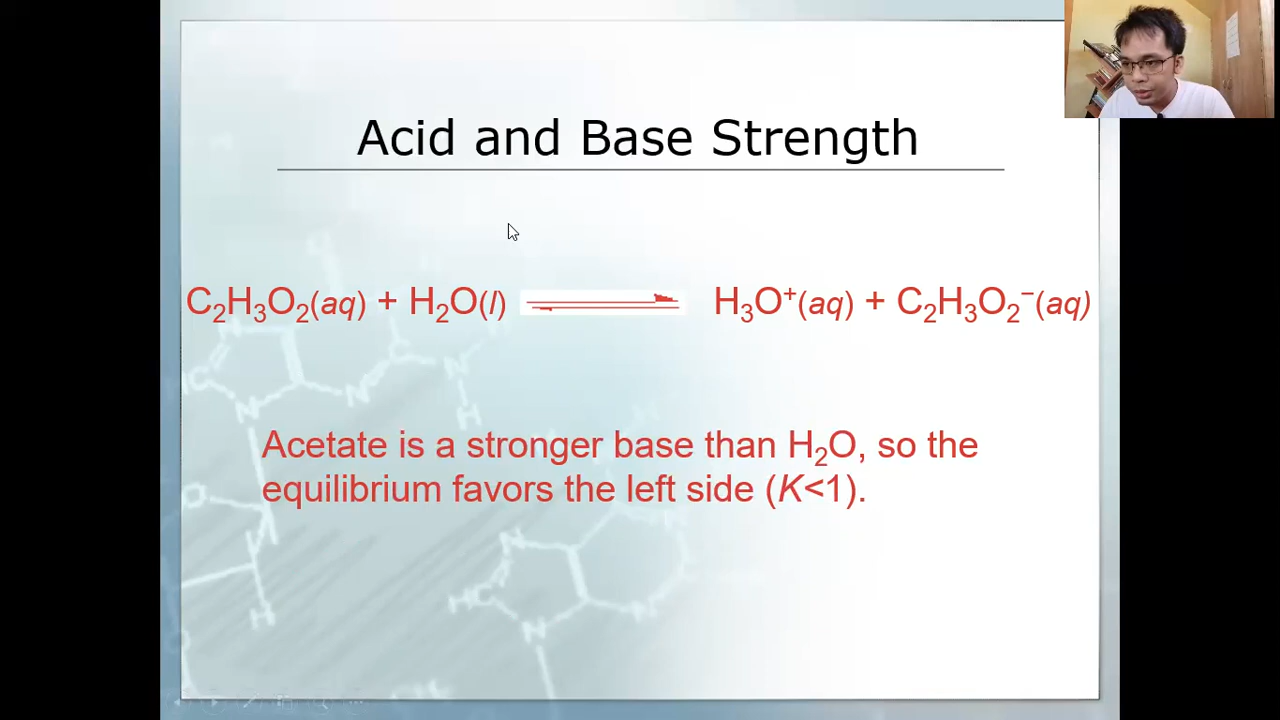 Acid and Base Strength
C₂H₃O₂(aq) + H₂O(l) ⇌ H₃O⁺(aq) + C₂H₃O₂⁻(aq)
Acetate is a stronger base than H₂O, so the
equilibrium favors the left side (K<1).